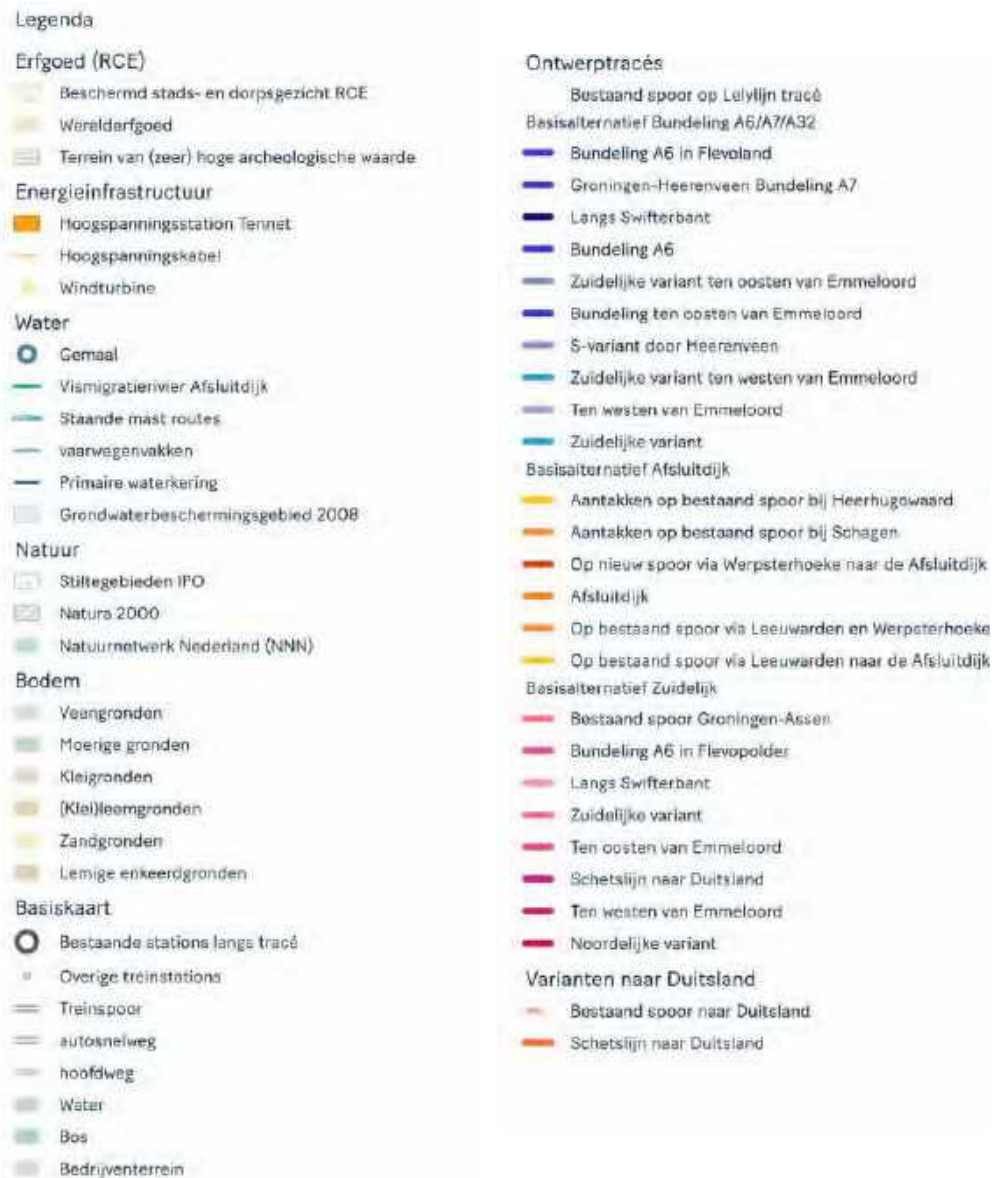 Legenda
Erfgoed (RCE)
Beschermd stads- en dorpsgezicht RCE
Werelderfgoed
Terrein van (zeer) hoge archeologische waarde
Energieinfrastructuur
Hoogspanningsstation Tennet
Hoogspanningskabel
Windturbine
Water
Gemaal
Vismigratierivier Afsluitdijk
Staande mast routes
vaarwegenvakken
Primaire waterkering
Grondwaterbeschermingsgebied 2008
Natuur
Stiltegebieden IPO
Natura 2000
Natuurnetwerk Nederland (NNN)
Bodem
Veengronden
Moerige gronden
Kleigronden
(Klei)leemgronden
Zandgronden
Lemige enkeerdgronden
Basiskaart
Bestaande stations langs tracé
Overige treinstations
Treinspoor
autosnelweg
hoofdweg
Water
Bos
Bedrijventerrein
Ontwerptracés
Bestaand spoor op Lelylijn tracé
Basisalternatief Bundeling A6/A7/A32
Bundeling A6 in Flevoland
Groningen-Heerenveen Bundeling A7
Langs Swifterbant
Bundeling A6
Zuidelijke variant ten oosten van Emmeloord
Bundeling ten oosten van Emmeloord
S-variant door Heerenveen
Zuidelijke variant ten westen van Emmeloord
Ten westen van Emmeloord
Zuidelijke variant
Basisalternatief Afsluitdijk
Aantakken op bestaand spoor bij Heerhugowaard
Aantakken op bestaand spoor bij Schagen
Op nieuw spoor via Werpsterhoeke naar de Afsluitdijk
Afsluitdijk
Op bestaand spoor via Leeuwarden en Werpsterhoeke
Op bestaand spoor via Leeuwarden naar de Afsluitdijk
Basisalternatief Zuidelijk
Bestaand spoor Groningen-Assen
Bundeling A6 in Flevopolder
Langs Swifterbant
Zuidelijke variant
Ten oosten van Emmeloord
Schetslijn naar Duitsland
Ten westen van Emmeloord
Noordelijke variant
Varianten naar Duitsland
Bestaand spoor naar Duitsland
Schetslijn naar Duitsland